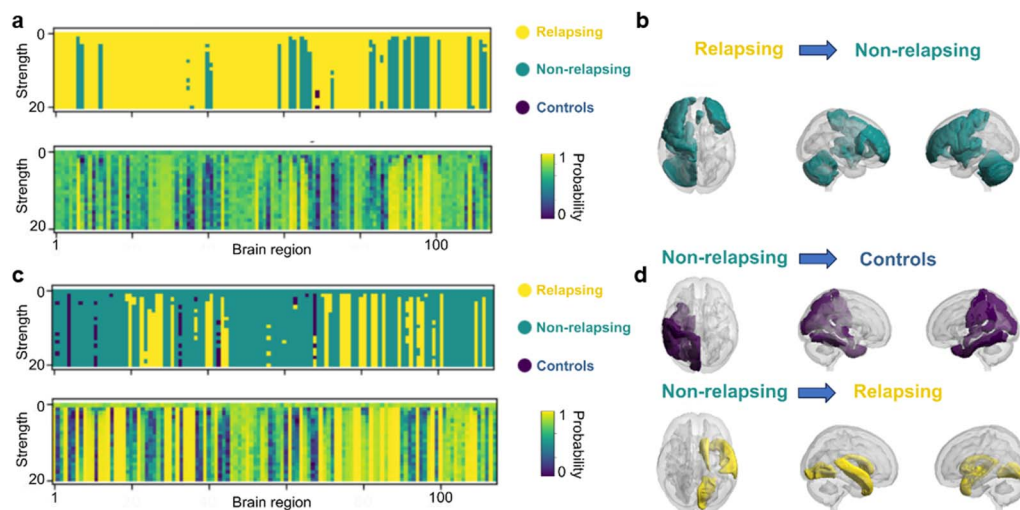 a
0
Strength
20
Relapsing
Non-relapsing
Controls
0
Strength
20
1
Brain region
100
1
Probability
0
b
Relapsing
Non-relapsing
c
0
Strength
20
Relapsing
Non-relapsing
Controls
0
Strength
20
1
Brain region
100
1
Probability
0
Non-relapsing
Controls
d
Non-relapsing
Relapsing